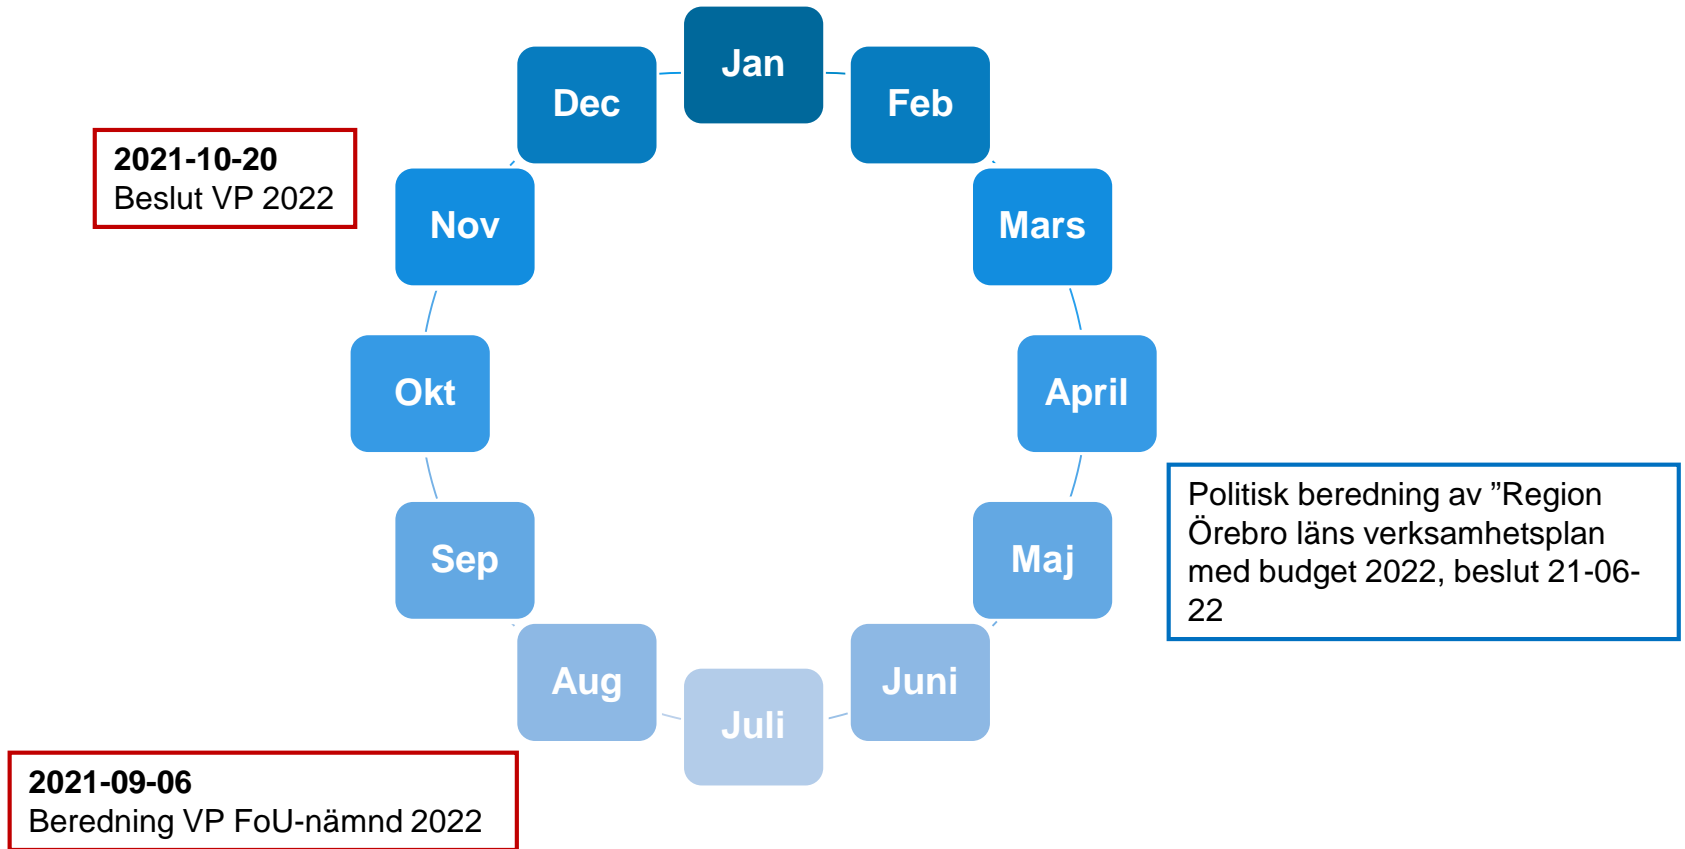 Jan
Feb
Mars
April
Maj
Juni
Juli
Aug
Sep
Okt
Nov
Dec
2021-10-20
Beslut VP 2022
Politisk beredning av ”Region
Örebro läns verksamhetsplan
med budget 2022, beslut 21-06-
22
2021-09-06
Beredning VP FoU-nämnd 2022